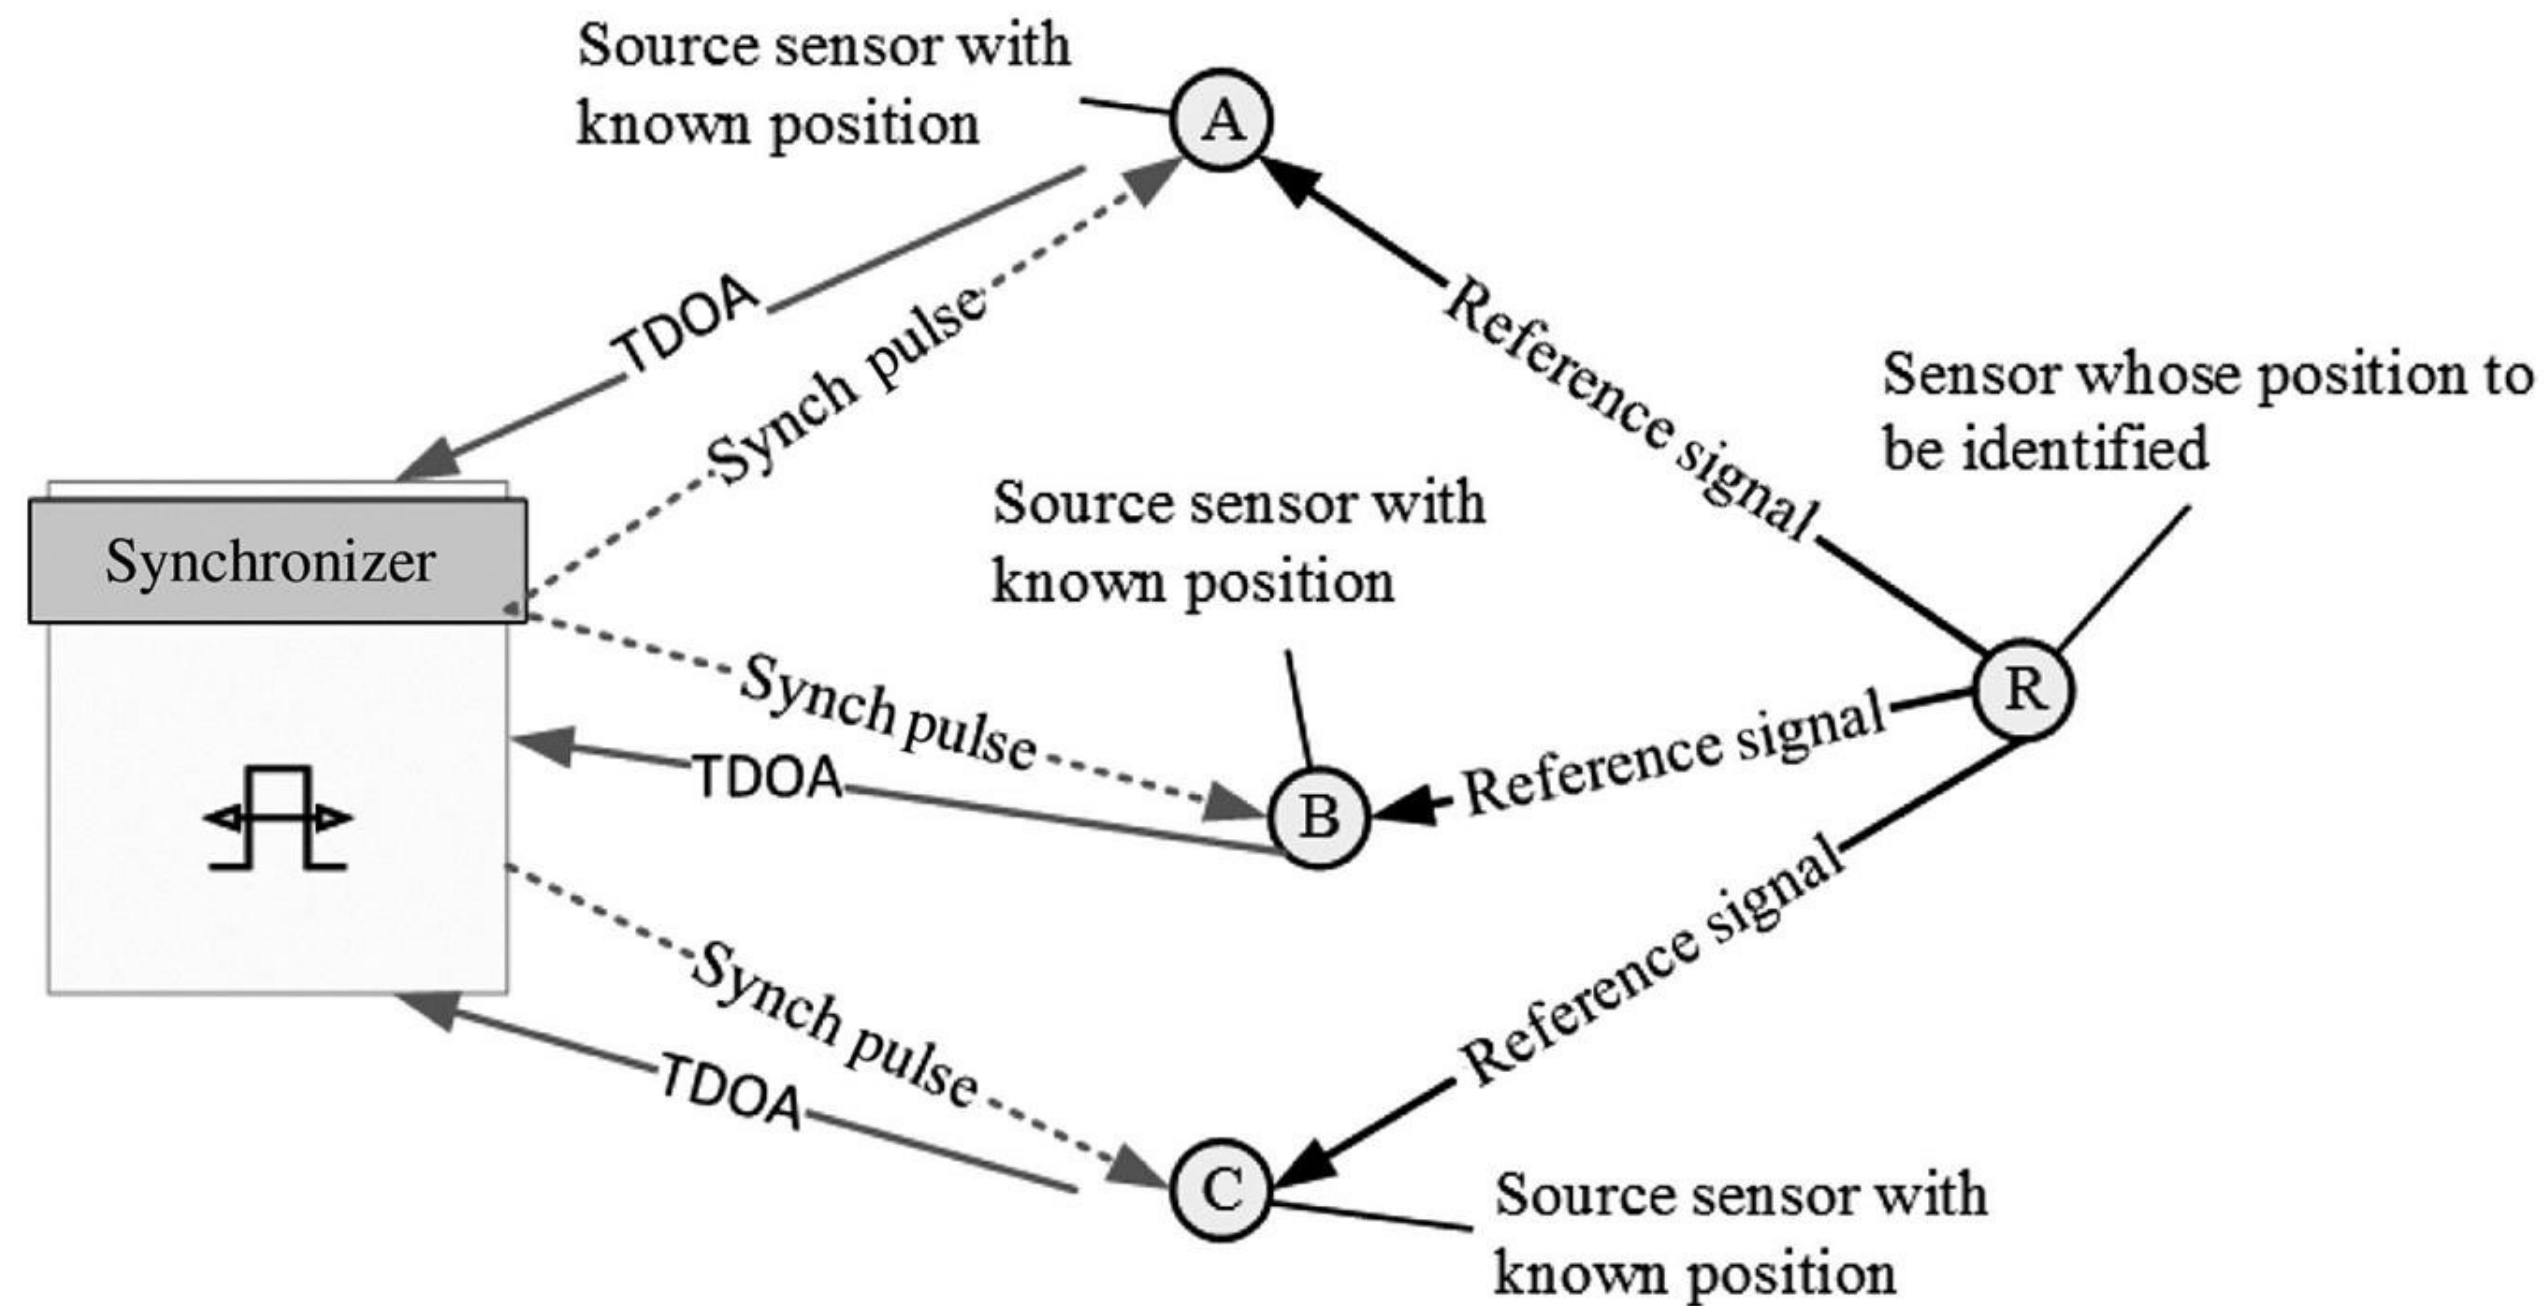 Source sensor with
known position
A
TDOA
Synch pulse
Reference signal
Sensor whose position to
be identified
Source sensor with
known position
Synchronizer
Synch pulse
R
Reference signal
TDOA
B
Reference signal
Synch pulse
TDOA
C
Source sensor with
known position